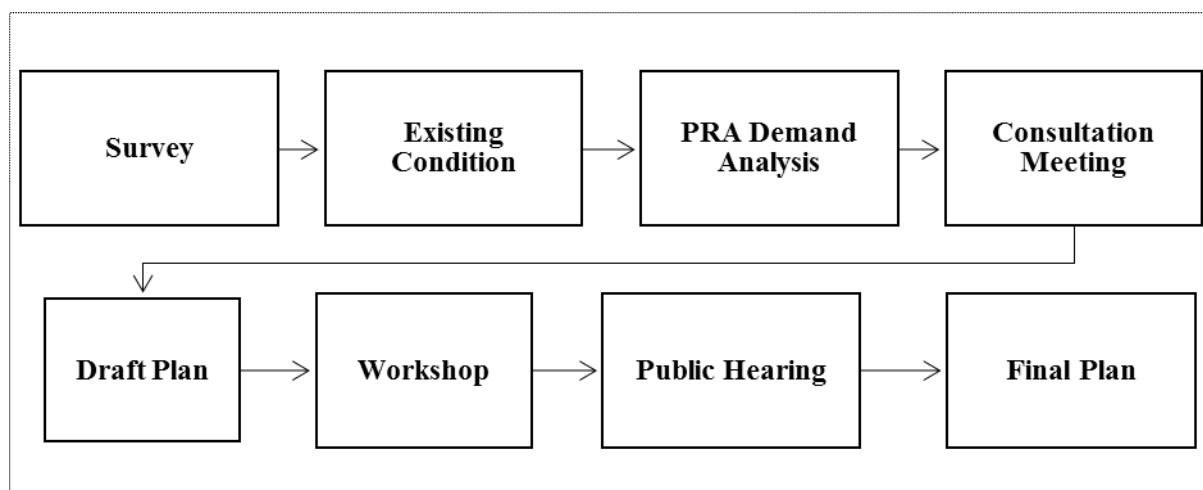 Survey
Existing
Condition
PRA Demand
Analysis
Consultation
Meeting
Draft Plan
Workshop
Public Hearing
Final Plan